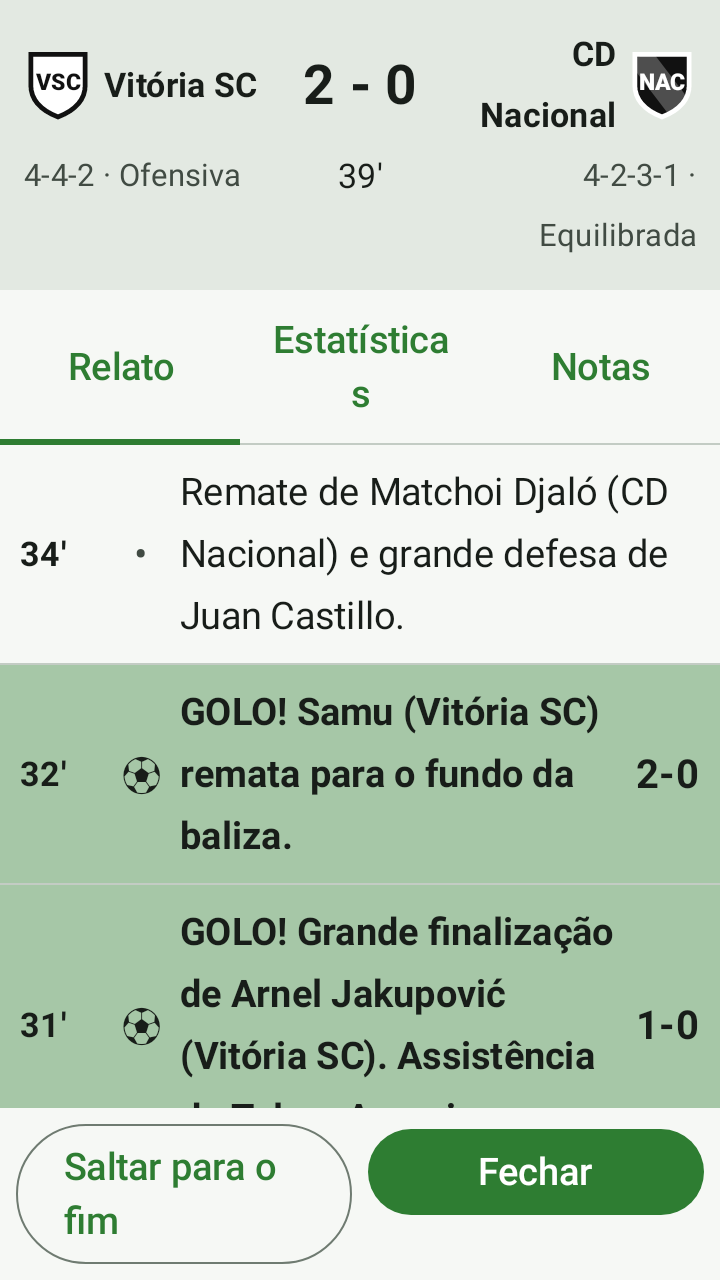 VSC Vitória SC 2 - 0 CD
Nacional NAC
4-4-2 · Ofensiva 39' 4-2-3-1 ·
Equilibrada
Relato Estatística
s Notas
34' • Remate de Matchoi Djaló (CD
Nacional) e grande defesa de
Juan Castillo.
32' GOLO! Samu (Vitória SC)
remata para o fundo da 2-0
baliza.
31' GOLO! Grande finalização
de Arnel Jakupović 1-0
(Vitória SC). Assistência
Saltar para o
fim
Fechar